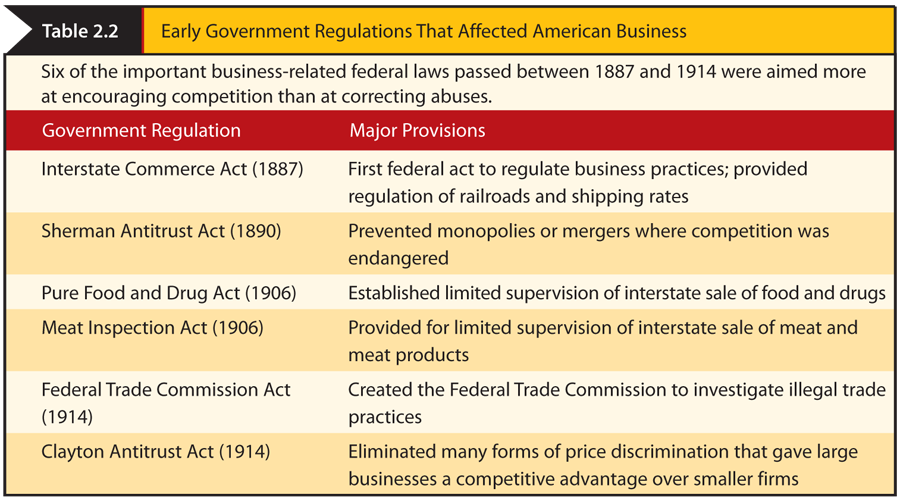 Table 2.2 Early Government Regulations That Affected American Business
Six of the important business-related federal laws passed between 1887 and 1914 were aimed more
at encouraging competition than at correcting abuses.
Government Regulation Major Provisions
Interstate Commerce Act (1887) First federal act to regulate business practices; provided
regulation of railroads and shipping rates
Sherman Antitrust Act (1890) Prevented monopolies or mergers where competition was
endangered
Pure Food and Drug Act (1906) Established limited supervision of interstate sale of food and drugs
Meat Inspection Act (1906) Provided for limited supervision of interstate sale of meat and
meat products
Federal Trade Commission Act Created the Federal Trade Commission to investigate illegal trade
(1914) practices
Clayton Antitrust Act (1914) Eliminated many forms of price discrimination that gave large
businesses a competitive advantage over smaller firms